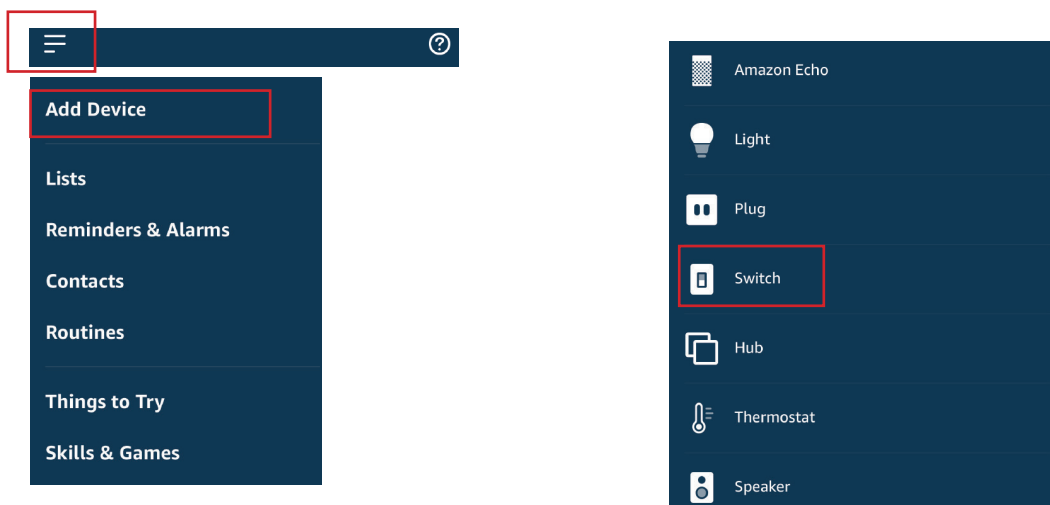 Add Device
Lists
Reminders & Alarms
Contacts
Routines
Things to Try
Skills & Games
Amazon Echo
Light
Plug
Switch
Hub
Thermostat
Speaker